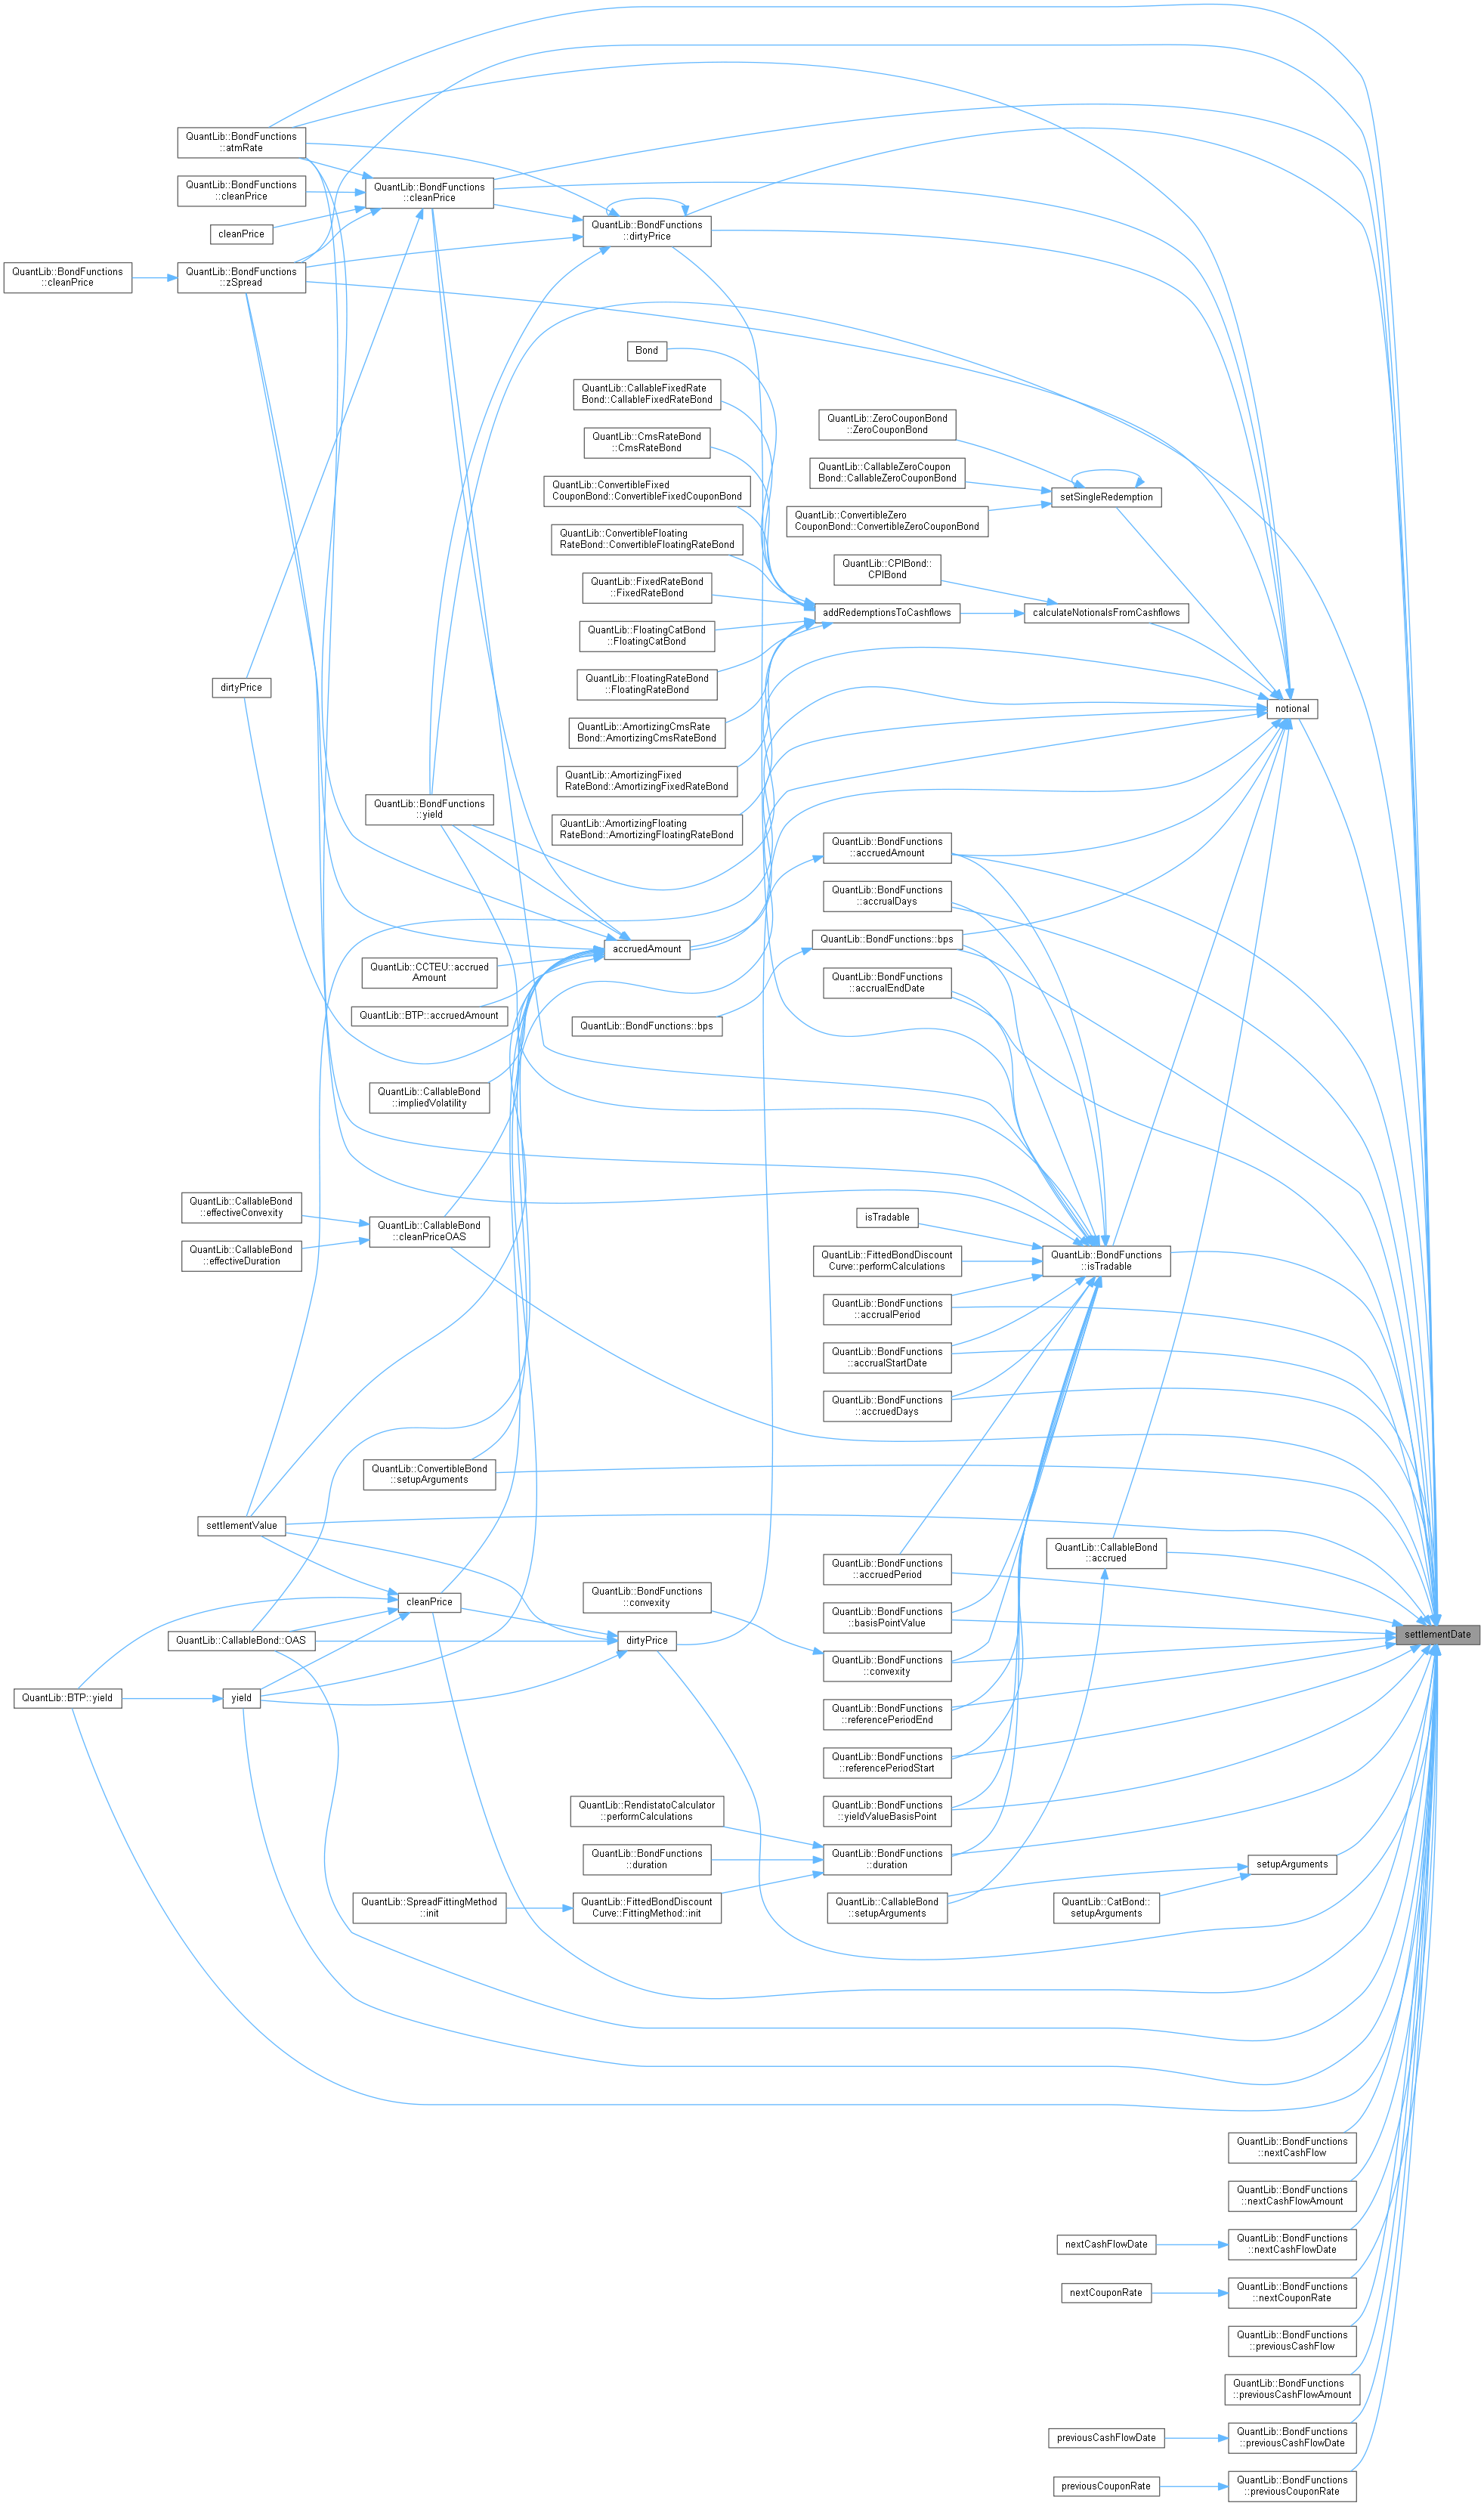 QuantLib::BondFunctions
::atmRate
QuantLib::BondFunctions
::cleanPrice
QuantLib::BondFunctions
::cleanPrice
cleanPrice
QuantLib::BondFunctions
::dirtyPrice
QuantLib::BondFunctions
::cleanPrice
QuantLib::BondFunctions
::zSpread
Bond
QuantLib::CallableFixedRate
Bond::CallableFixedRateBond
QuantLib::CmsRateBond
::CmsRateBond
QuantLib::ZeroCouponBond
::ZeroCouponBond
QuantLib::CallableZeroCoupon
Bond::CallableZeroCouponBond
QuantLib::ConvertibleFixed
CouponBond::ConvertibleFixedCouponBond
setSingleRedemption
QuantLib::ConvertibleZero
CouponBond::ConvertibleZeroCouponBond
QuantLib::ConvertibleFloating
RateBond::ConvertibleFloatingRateBond
QuantLib::CPIBond::
CPIBond
QuantLib::FixedRateBond
::FixedRateBond
addRedemptionsToCashflows
calculateNotionalsFromCashflows
QuantLib::FloatingCatBond
::FloatingCatBond
QuantLib::FloatingRateBond
::FloatingRateBond
dirtyPrice
notional
QuantLib::AmortizingCmsRate
Bond::AmortizingCmsRateBond
QuantLib::AmortizingFixed
RateBond::AmortizingFixedRateBond
QuantLib::BondFunctions
::yield
QuantLib::AmortizingFloating
RateBond::AmortizingFloatingRateBond
QuantLib::BondFunctions
::accruedAmount
QuantLib::BondFunctions
::accrualDays
QuantLib::BondFunctions::bps
accruedAmount
QuantLib::CCTEU::accrued
Amount
QuantLib::BondFunctions
::accrualEndDate
QuantLib::BTP::accruedAmount
QuantLib::BondFunctions::bps
QuantLib::CallableBond
::impliedVolatility
QuantLib::CallableBond
::effectiveConvexity
isTradable
QuantLib::CallableBond
::cleanPriceOAS
QuantLib::CallableBond
::effectiveDuration
QuantLib::FittedBondDiscount
Curve::performCalculations
QuantLib::BondFunctions
::isTradable
QuantLib::BondFunctions
::accrualPeriod
QuantLib::BondFunctions
::accrualStartDate
QuantLib::BondFunctions
::accruedDays
QuantLib::ConvertibleBond
::setupArguments
settlementValue
QuantLib::CallableBond
::accrued
QuantLib::BondFunctions
::accruedPeriod
QuantLib::BondFunctions
::convexity
cleanPrice
QuantLib::BondFunctions
::basisPointValue
settlementDate
QuantLib::CallableBond::OAS
dirtyPrice
QuantLib::BondFunctions
::convexity
QuantLib::BTP::yield
yield
QuantLib::BondFunctions
::referencePeriodEnd
QuantLib::BondFunctions
::referencePeriodStart
QuantLib::RendistatoCalculator
::performCalculations
QuantLib::BondFunctions
::yieldValueBasisPoint
QuantLib::BondFunctions
::duration
QuantLib::BondFunctions
::duration
setupArguments
QuantLib::SpreadFittingMethod
::init
QuantLib::FittedBondDiscount
Curve::FittingMethod::init
QuantLib::CallableBond
::setupArguments
QuantLib::CatBond::
setupArguments
QuantLib::BondFunctions
::nextCashFlow
QuantLib::BondFunctions
::nextCashFlowAmount
nextCashFlowDate
QuantLib::BondFunctions
::nextCashFlowDate
nextCouponRate
QuantLib::BondFunctions
::nextCouponRate
QuantLib::BondFunctions
::previousCashFlow
QuantLib::BondFunctions
::previousCashFlowAmount
previousCashFlowDate
QuantLib::BondFunctions
::previousCashFlowDate
previousCouponRate
QuantLib::BondFunctions
::previousCouponRate